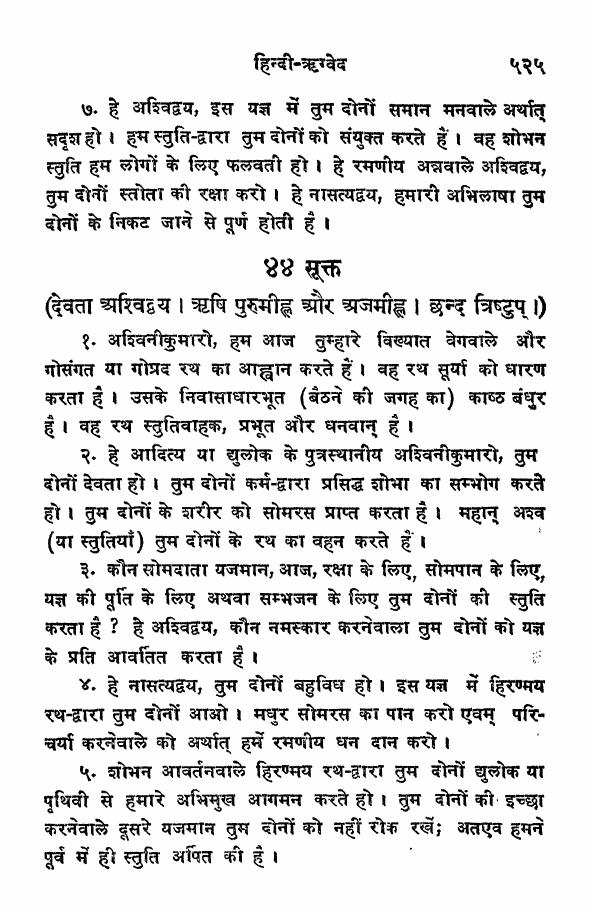 हिन्दी-ऋग्वेद ५२५
७. हे अश्विद्वय, इस यज्ञ में तुम दोनों समान मनवाले अर्थात्
सदृश हो। हम स्तुति-द्वारा तुम दोनों को संयुक्त करते हैं। वह शोभन
स्तुति हम लोगों के लिए फलवती हो। हे रमणीय अन्नवाले अश्विद्वय,
तुम दोनों स्तोता की रक्षा करो। हे नासत्यद्वय, हमारी अभिलाषा तुम
दोनों के निकट जाने से पूर्ण होती है।
४४ सूक्त
(देवता अश्विद्वय। ऋषि पुरुमीह्ल और अजमीह्ल। छन्द त्रिष्टुप्।)
१. अश्विनीकुमारो, हम आज तुम्हारे विख्यात वेगवाले और
गोसंगत या गोप्रद रथ का आह्वान करते हैं। वह रथ सूर्या को धारण
करता है। उसके निवासाधारभूत (बैठने की जगह का) काष्ठ बंधुर
है। वह रथ स्तुतिवाहक, प्रभूत और धनवान् है।
२. हे आदित्य या द्युलोक के पुत्रस्थानीय अश्विनीकुमारो, तुम
दोनों देवता हो। तुम दोनों कर्म-द्वारा प्रसिद्ध शोभा का सम्भोग करते
हो। तुम दोनों के शरीर को सोमरस प्राप्त करता है। महान् अश्व
(या स्तुतियाँ) तुम दोनों के रथ का वहन करते हैं।
३. कौन सोमदाता यजमान, आज, रक्षा के लिए, सोमपान के लिए,
यज्ञ की पूर्ति के लिए अथवा सम्भजन के लिए तुम दोनों की स्तुति
करता है? हे अश्विद्वय, कौन नमस्कार करनेवाला तुम दोनों को यज्ञ
के प्रति आवर्तित करता है।
४. हे नासत्यद्वय, तुम दोनों बहुविध हो। इस यज्ञ में हिरण्मय
रथ-द्वारा तुम दोनों आओ। मधुर सोमरस का पान करो एवम् परि-
चर्या करनेवाले को अर्थात् हमें रमणीय धन दान करो।
५. शोभन आवर्तनवाले हिरण्मय रथ-द्वारा तुम दोनों द्युलोक या
पृथिवी से हमारे अभिमुख आगमन करते हो। तुम दोनों की इच्छा
करनेवाले दूसरे यजमान तुम दोनों को नहीं रोक रखें; अतएव हमने
पूर्व में ही स्तुति अर्पित की है।